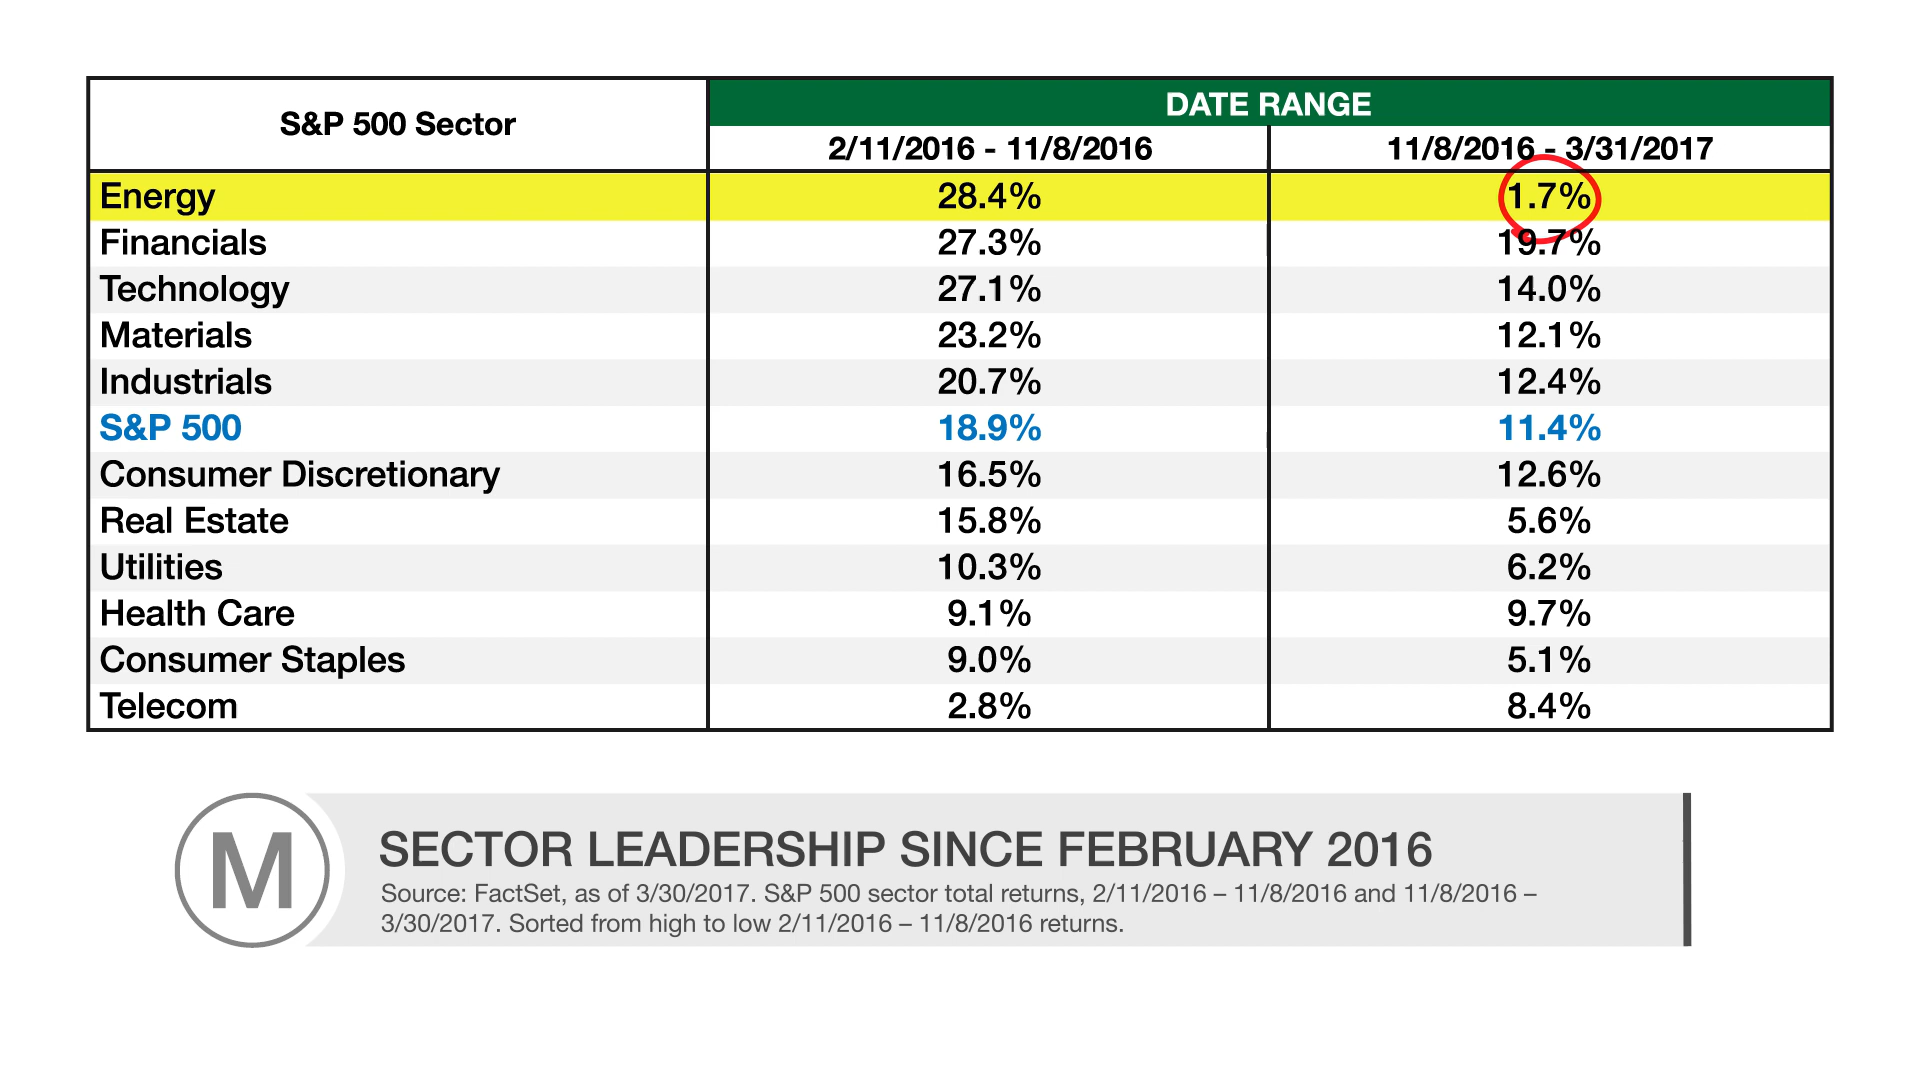 S&P 500 Sector
DATE RANGE
2/11/2016 - 11/8/2016 11/8/2016 - 3/31/2017
Energy 28.4% 1.7%
Financials 27.3% 19.7%
Technology 27.1% 14.0%
Materials 23.2% 12.1%
Industrials 20.7% 12.4%
S&P 500 18.9% 11.4%
Consumer Discretionary 16.5% 12.6%
Real Estate 15.8% 5.6%
Utilities 10.3% 6.2%
Health Care 9.1% 9.7%
Consumer Staples 9.0% 5.1%
Telecom 2.8% 8.4%
M
SECTOR LEADERSHIP SINCE FEBRUARY 2016
Source: FactSet, as of 3/30/2017. S&P 500 sector total returns, 2/11/2016 – 11/8/2016 and 11/8/2016 –
3/30/2017. Sorted from high to low 2/11/2016 – 11/8/2016 returns.